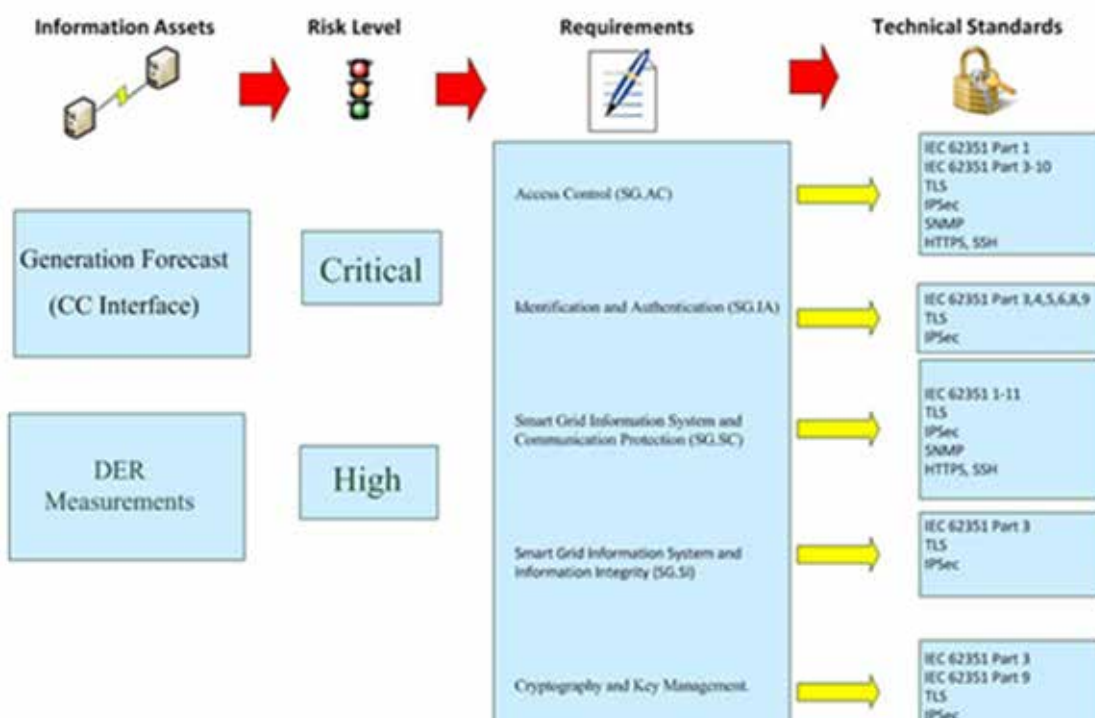 Information Assets
Risk Level
Requirements
Technical Standards
Generation Forecast
(CC Interface)
Critical
DER
Measurements
High
Access Control (SG.AC)
Identification and Authentication (SG.IA)
Smart Grid Information System and
Communication Protection (SG.SC)
Smart Grid Information System and
Information Integrity (SG.SI)
Cryptography and Key Management.
IEC 62351 Part 1
IEC 62351 Part 3-10
TLS
IPSec
SNMP
HTTPS, SSH
IEC 62351 Part 3,4,5,6,8,9
TLS
IPSec
IEC 62351 1-11
TLS
IPSec
SNMP
HTTPS, SSH
IEC 62351 Part 3
TLS
IPSec
IEC 62351 Part 3
IEC 62351 Part 9
TLS
IPSec